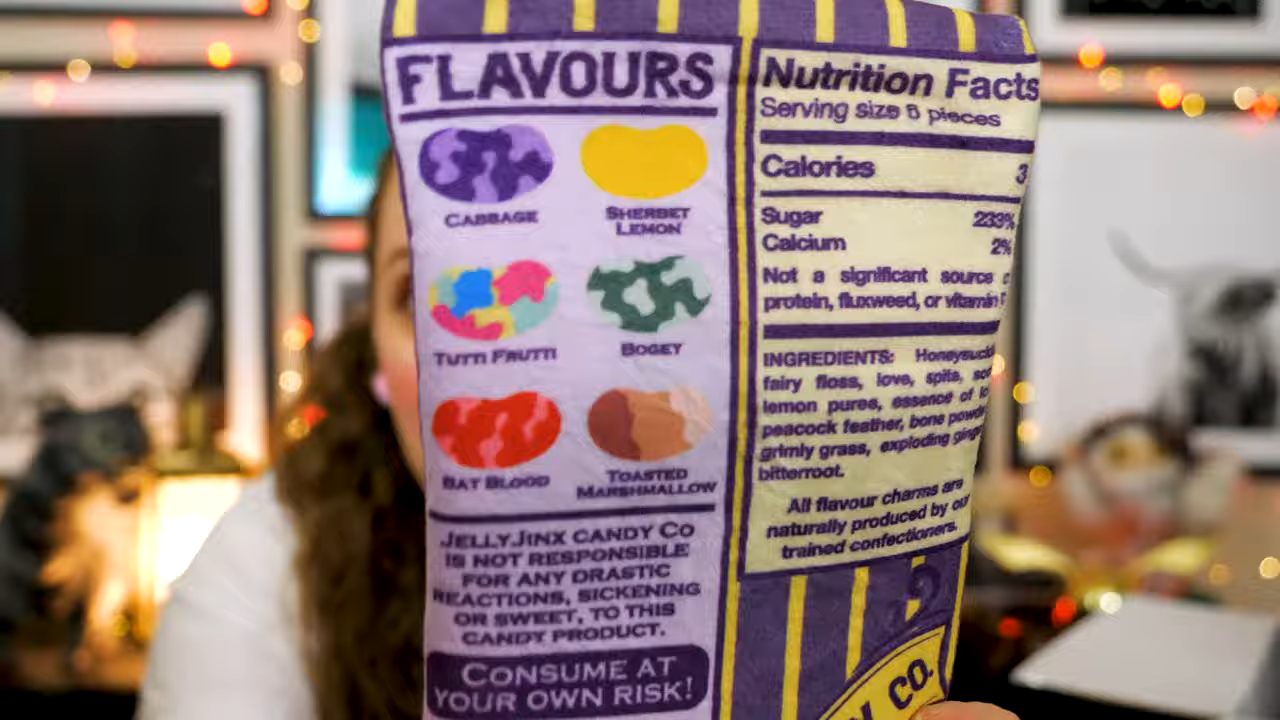 FLAVOURS
CABBAGE
SHERBET
LEMON
TUTTI FRUTTI
BOGEY
BAT BLOOD
TOASTED
MARSHMALLOW
JELLYJINX CANDY CO
IS NOT RESPONSIBLE
FOR ANY DRASTIC
REACTIONS, SICKENING
OR SWEET, TO THIS
CANDY PRODUCT.
CONSUME AT
YOUR OWN RISK!
Nutrition Facts
Serving size 5 pieces
Calories 3
Sugar 233%
Calcium 2%
Not a significant source
protein, fluxweed, or vitamin
INGREDIENTS:
fairy floss, love, spite,
lemon puree, essence of
peacock feather, bone
grimly grass, exploding
bitterroot.
All flavour charms are
naturally produced by our
trained confectioners.
CO.